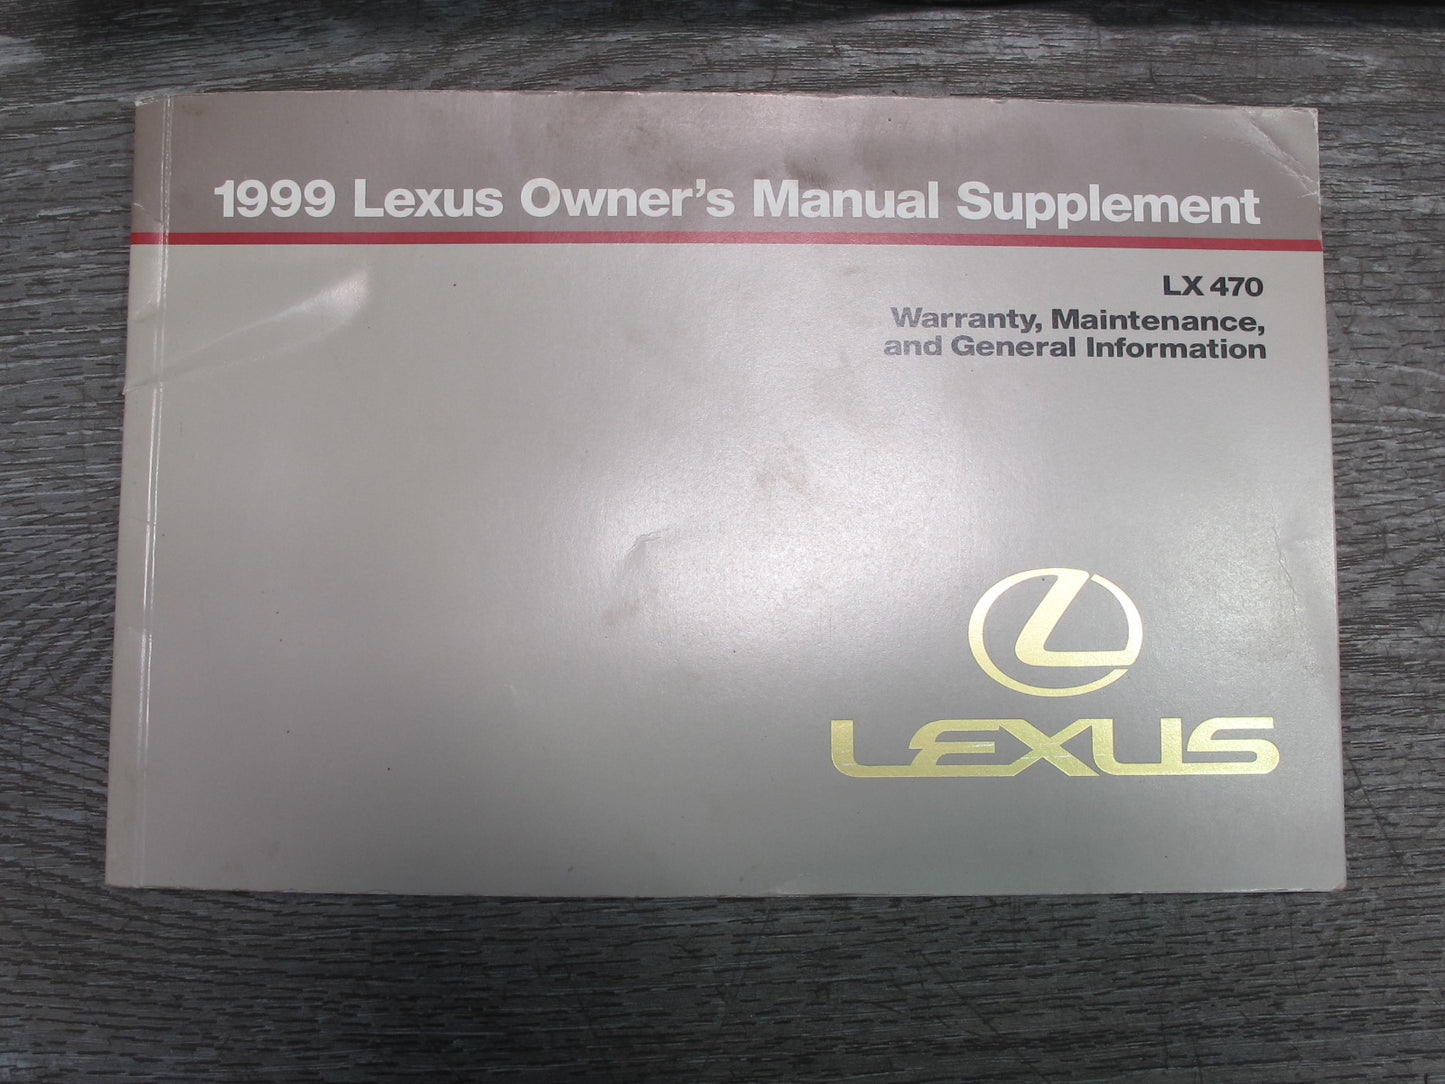 1999 Lexus Owner's Manual Supplement
LX 470
Warranty, Maintenance,
and General Information
LEXUS